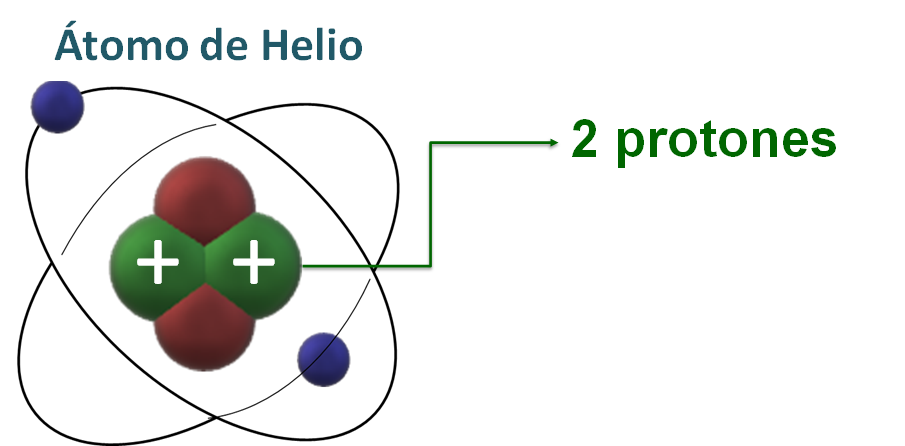 Átomo de Helio
2 protones
+ +